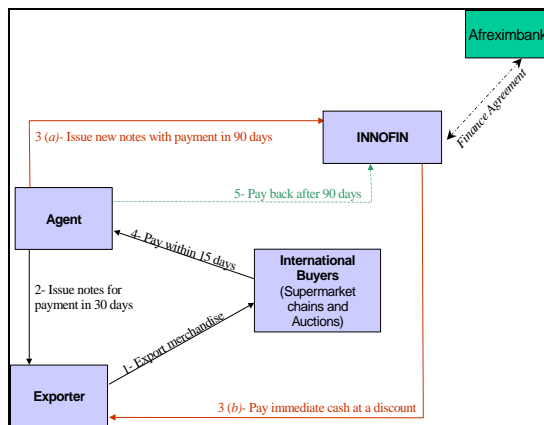 Afreximbank
Finance Agreement
3 (a)- Issue new notes with payment in 90 days
INNOFIN
5- Pay back after 90 days
Agent
4- Pay within 15 days
International
Buyers
(Supermarket
chains and
Auctions)
2- Issue notes for
payment in 30 days
1- Export merchandise
Exporter
3 (b)- Pay immediate cash at a discount